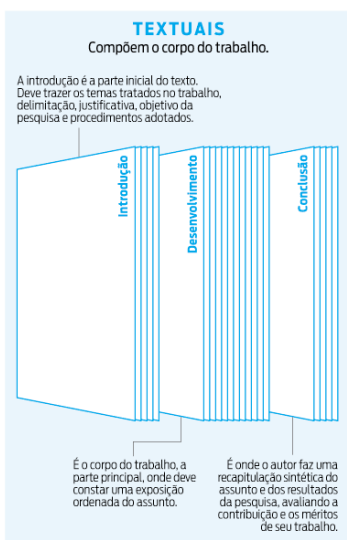 TEXTUAIS
Compõem o corpo do trabalho.
A introdução é a parte inicial do texto.
Deve trazer os temas tratados no trabalho,
delimitação, justificativa, objetivo da
pesquisa e procedimentos adotados.
Introdução
Desenvolvimento
Conclusão
É o corpo do trabalho, a
parte principal, onde deve
constar uma exposição
ordenada do assunto.
É onde o autor faz uma
recapitulação sintética do
assunto e dos resultados
da pesquisa, avaliando a
contribuição e os méritos
de seu trabalho.